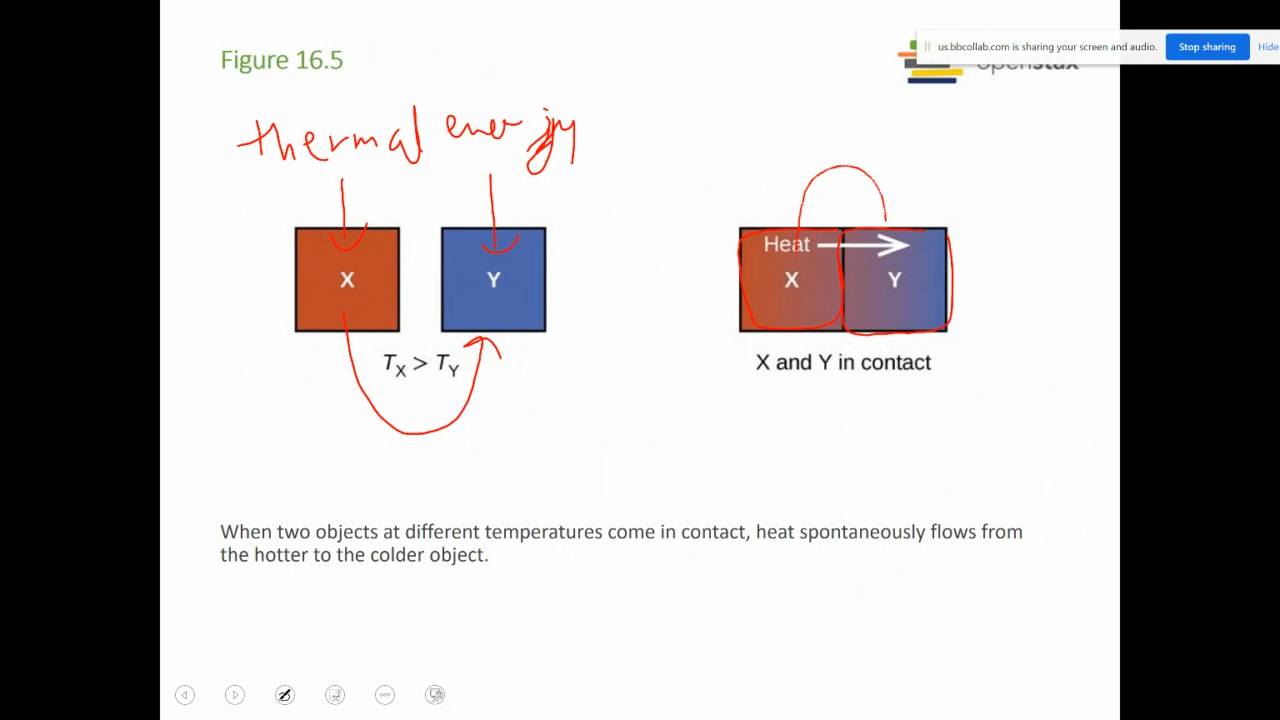 Figure 16.5
us.bbcollab.com is sharing your screen and audio.
Stop sharing
Hide
openstax
thermal energy
X
Y
Heat
X
Y
TX > TY
X and Y in contact
When two objects at different temperatures come in contact, heat spontaneously flows from
the hotter to the colder object.